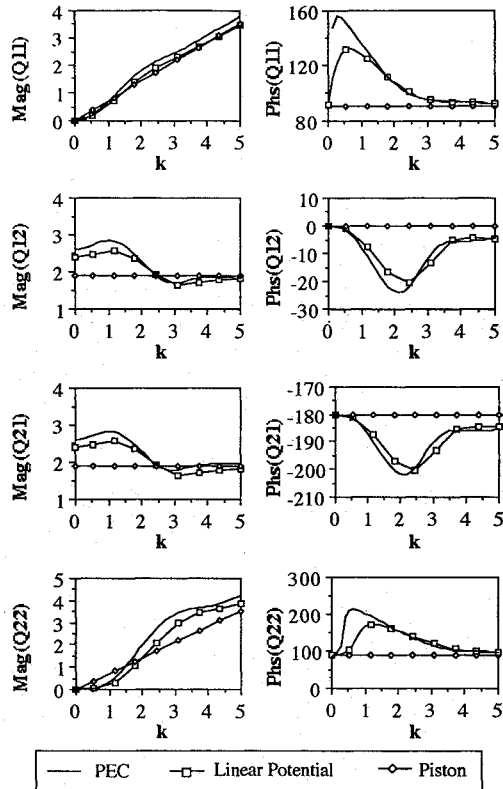 Mag(Q11)
4
3
2
1
0
0 1 2 3 4 5
k
Phs(Q11)
160
140
120
100
80
0 1 2 3 4 5
k
Mag(Q12)
4
3
2
1
0 1 2 3 4 5
k
Phs(Q12)
10
0
-10
-20
-30
0 1 2 3 4 5
k
Mag(Q21)
4
3
2
1
0 1 2 3 4 5
k
Phs(Q21)
-170
-180
-190
-200
-210
0 1 2 3 4 5
k
Mag(Q22)
5
4
3
2
1
0
0 1 2 3 4 5
k
Phs(Q22)
300
200
100
0
0 1 2 3 4 5
k
PEC Linear Potential Piston